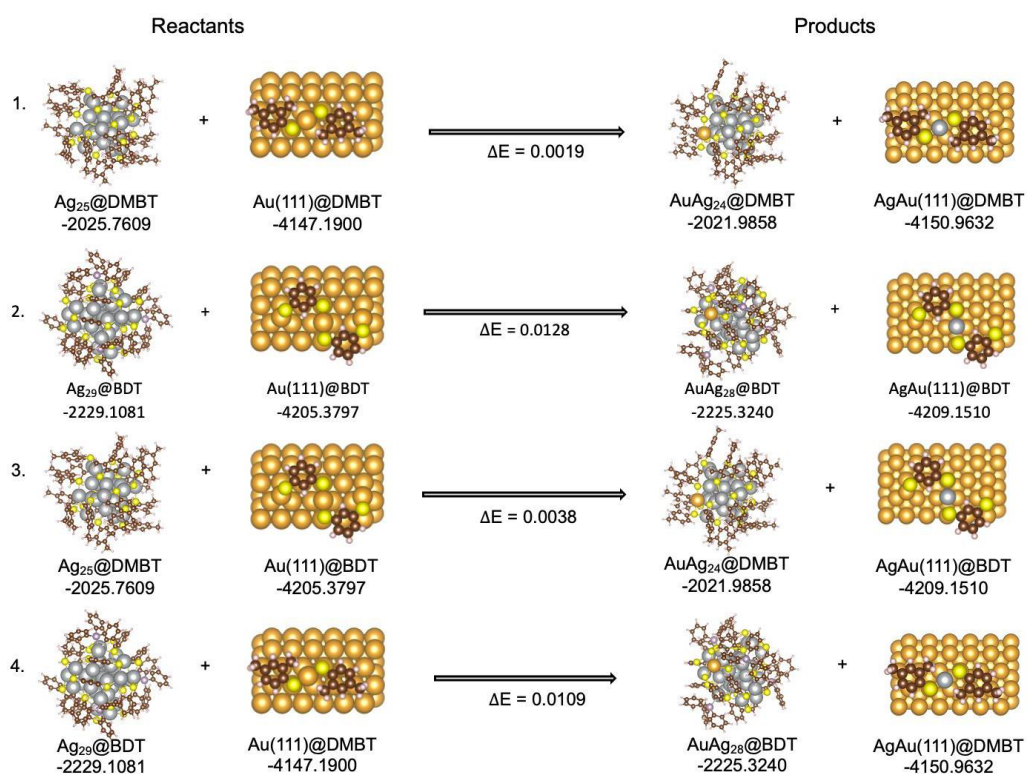 Reactants Products
1. + ΔE = 0.0019 +
Ag₂₅@DMBT Au(111)@DMBT AuAg₂₄@DMBT AgAu(111)@DMBT
-2025.7609 -4147.1900 -2021.9858 -4150.9632
2. + ΔE = 0.0128 +
Ag₂₉@BDT Au(111)@BDT AuAg₂₈@BDT AgAu(111)@BDT
-2229.1081 -4205.3797 -2225.3240 -4209.1510
3. + ΔE = 0.0038 +
Ag₂₅@DMBT Au(111)@BDT AuAg₂₄@DMBT AgAu(111)@BDT
-2025.7609 -4205.3797 -2021.9858 -4209.1510
4. + ΔE = 0.0109 +
Ag₂₉@BDT Au(111)@DMBT AuAg₂₈@BDT AgAu(111)@DMBT
-2229.1081 -4147.1900 -2225.3240 -4150.9632